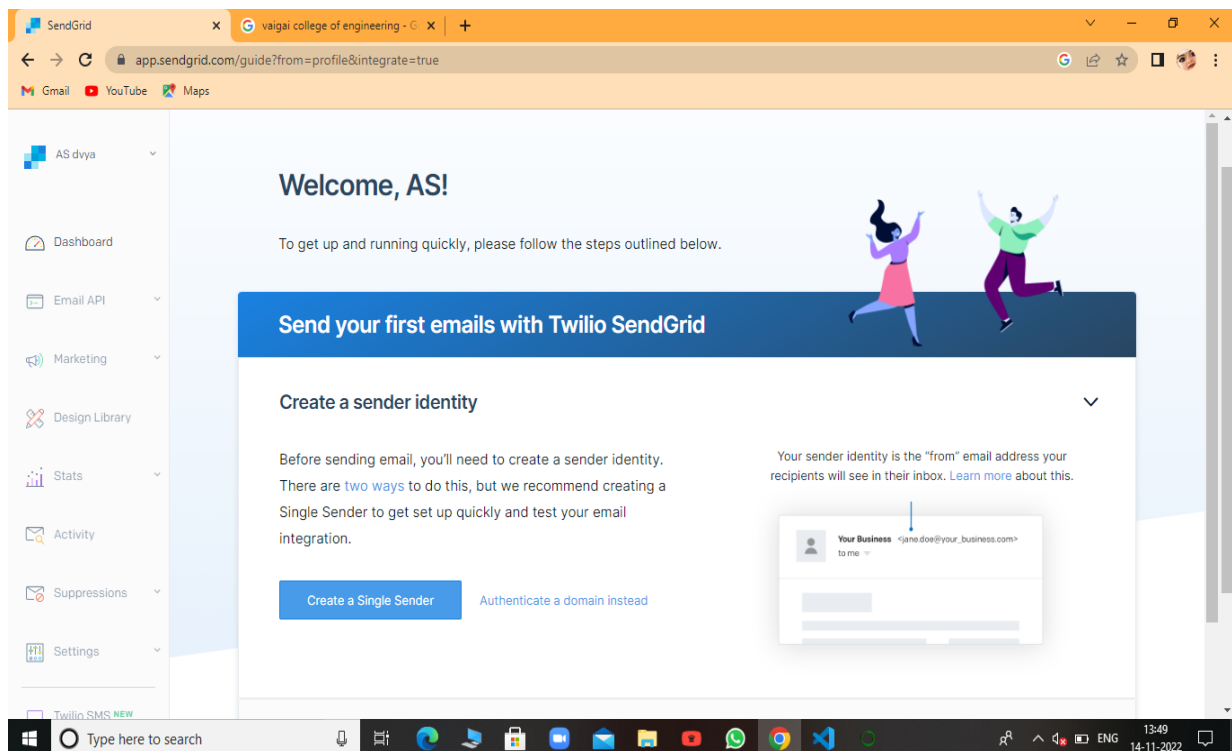 SendGrid
vaigai college of engineering - G
app.sendgrid.com/guide?from=profile&integrate=true
Gmail
YouTube
Maps
AS dvya
Dashboard
Email API
Marketing
Design Library
Stats
Activity
Suppressions
Settings
Twilio SMS NEW
Welcome, AS!
To get up and running quickly, please follow the steps outlined below.
Send your first emails with Twilio SendGrid
Create a sender identity
Before sending email, you'll need to create a sender identity.
There are two ways to do this, but we recommend creating a
Single Sender to get set up quickly and test your email
integration.
Create a Single Sender
Authenticate a domain instead
Your sender identity is the "from" email address your
recipients will see in their inbox. Learn more about this.
Your Business <jane.doe@your_business.com>
to me
Type here to search
ENG
13:49
14-11-2022